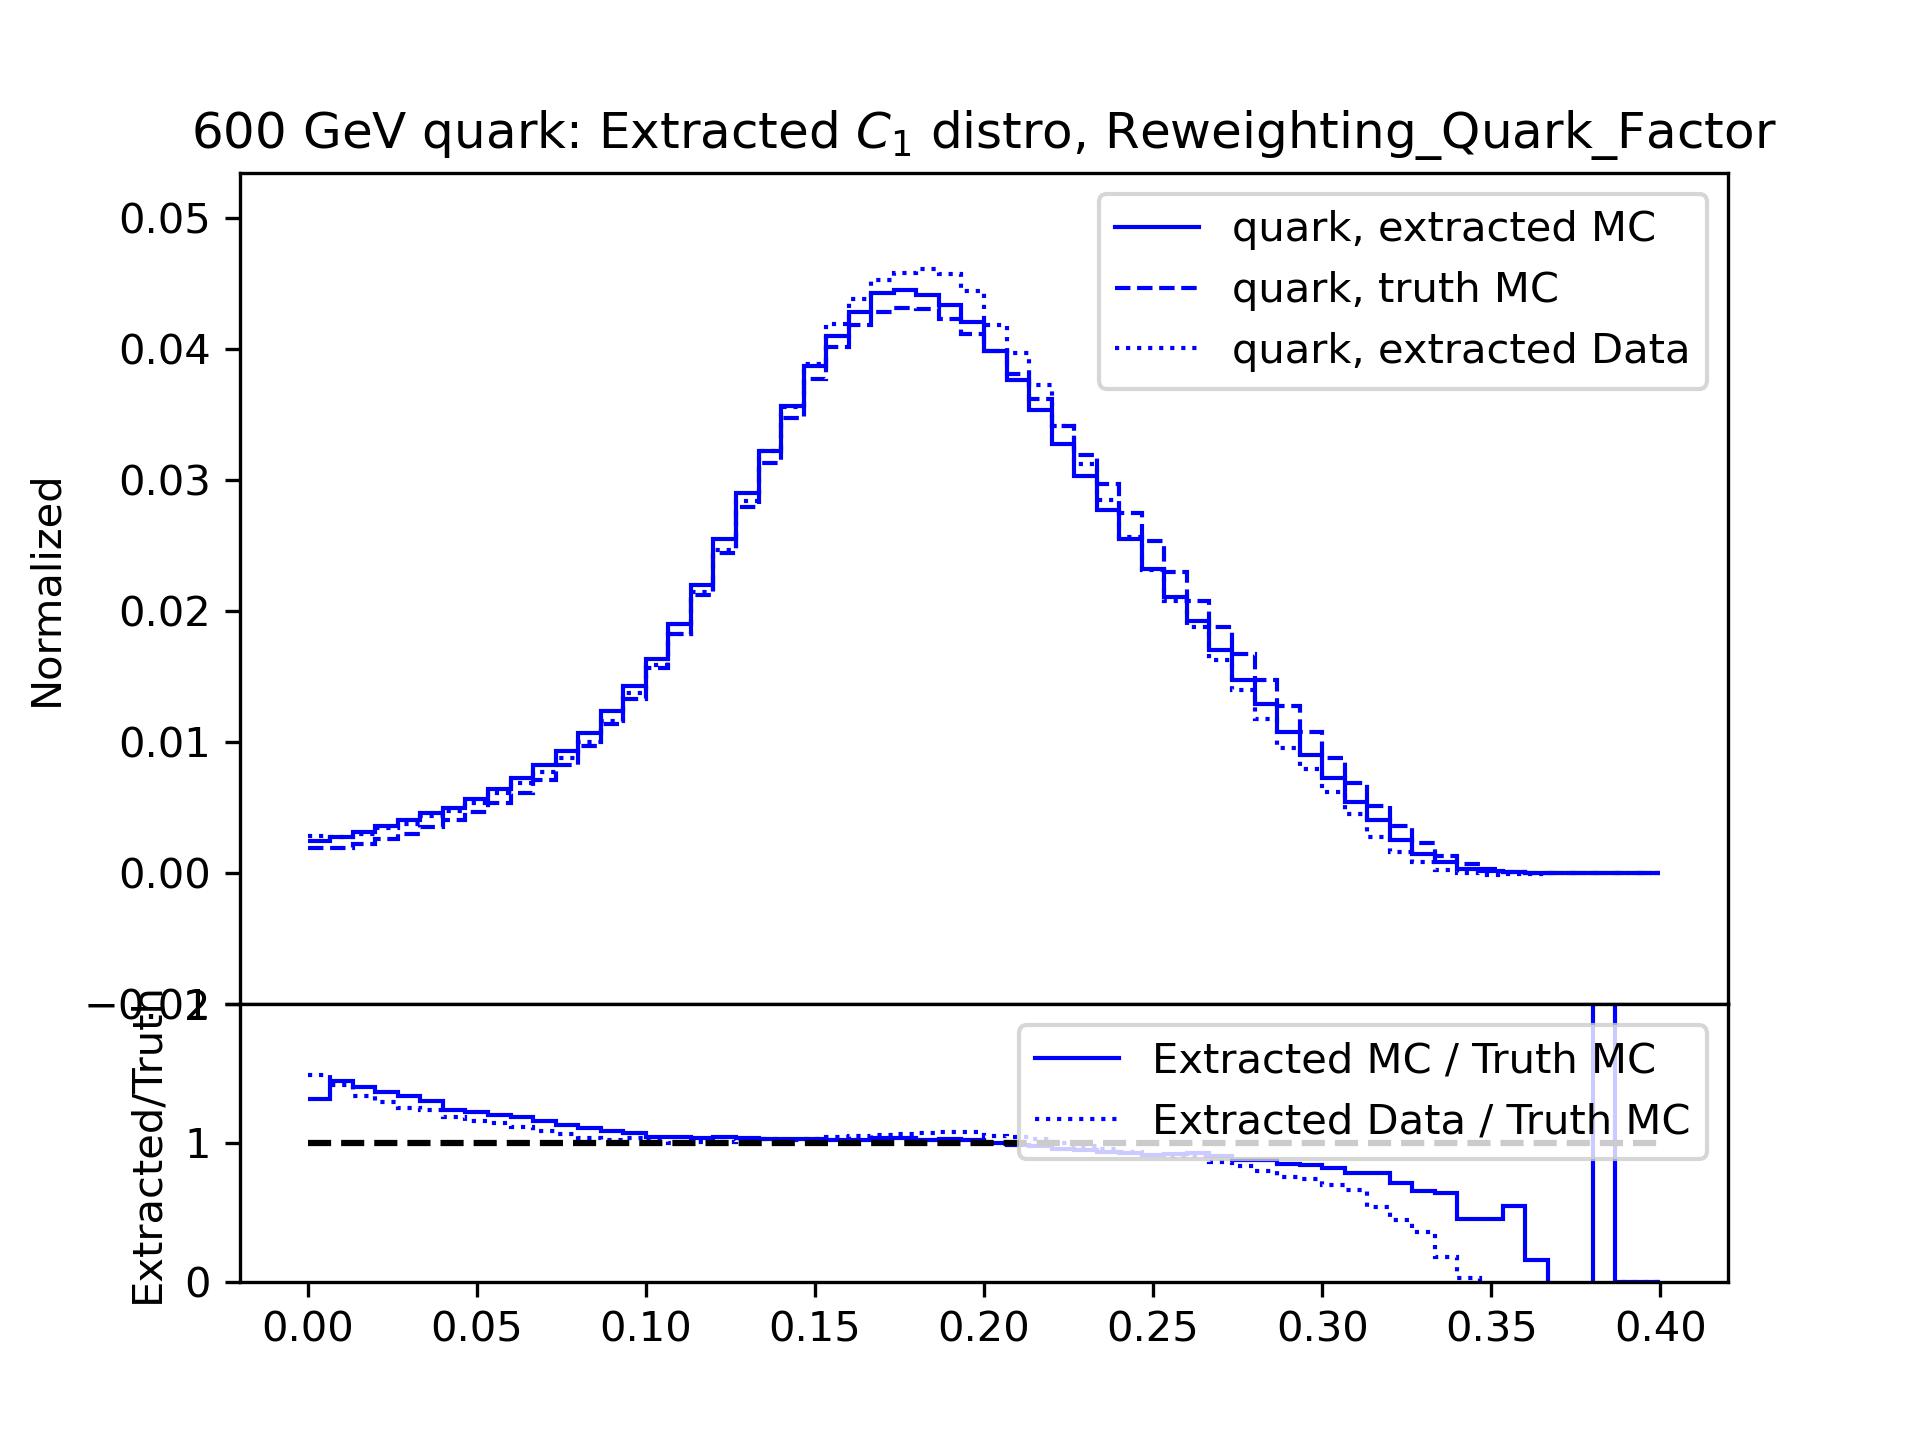 600 GeV quark: Extracted C₁ distro, Reweighting_Quark_Factor
0.05
0.04
0.03
0.02
0.01
0.00
−0.01
Normalized
quark, extracted MC
quark, truth MC
quark, extracted Data
2
1
0
Extracted/Truth
Extracted MC / Truth MC
Extracted Data / Truth MC
0.00 0.05 0.10 0.15 0.20 0.25 0.30 0.35 0.40